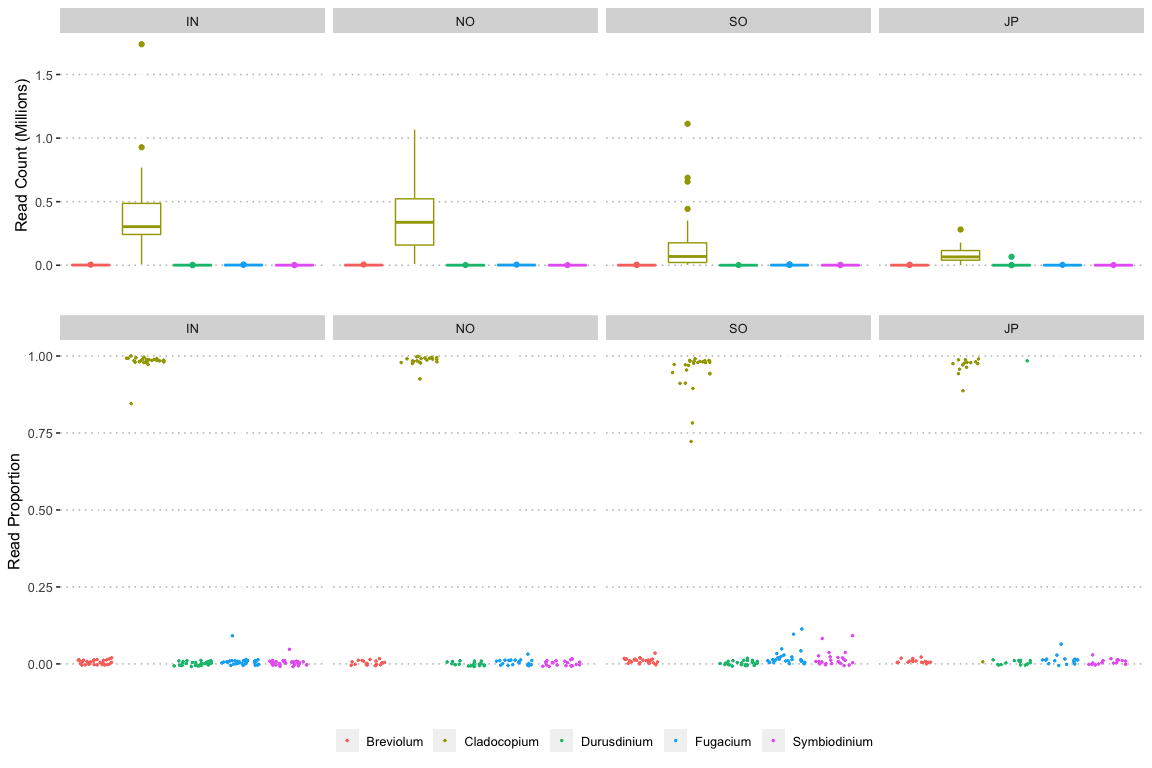 IN NO SO JP
Read Count (Millions)
1.5
1.0
0.5
0.0
IN NO SO JP
Read Proportion
1.00
0.75
0.50
0.25
0.00
Breviolum Cladocopium Durusdinium Fugacium Symbiodinium